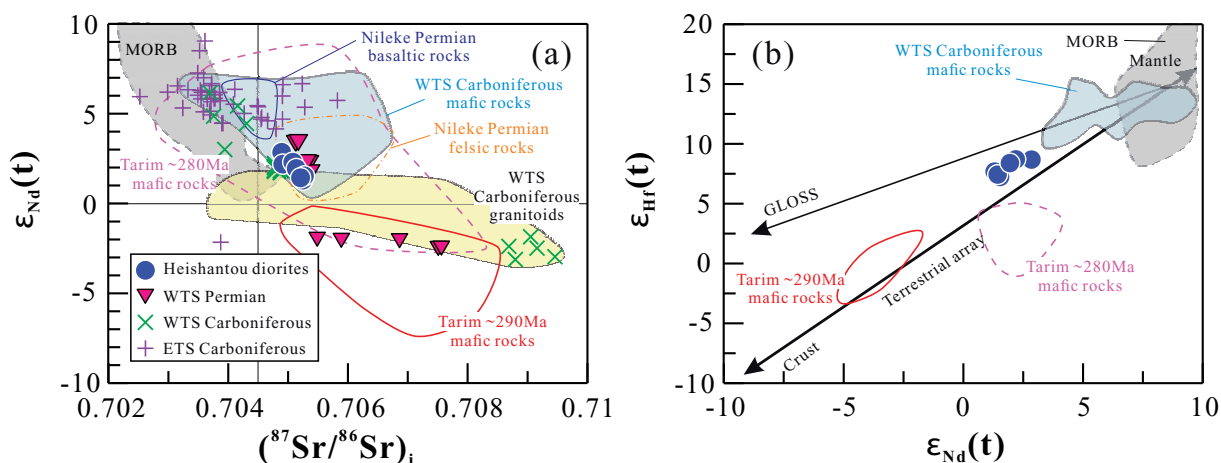 (a)
10
5
0
-5
-10
εNd(t)
MORB
Nileke Permian
basaltic rocks
WTS Carboniferous
mafic rocks
Nileke Permian
felsic rocks
Tarim ~280Ma
mafic rocks
WTS
Carboniferous
granitoids
Tarim ~290Ma
mafic rocks
Heishantou diorites
WTS Permian
WTS Carboniferous
ETS Carboniferous
0.702
0.704
0.706
0.708
0.71
(⁸⁷Sr/⁸⁶Sr)i
(b)
20
15
10
5
0
-5
10
15
10
εHf(t)
WTS Carboniferous
mafic rocks
MORB
Mantle
GLOSS
Terrestrial array
Crust
Tarim ~290Ma
mafic rocks
Tarim ~280Ma
mafic rocks
-10
-5
0
5
10
εNd(t)